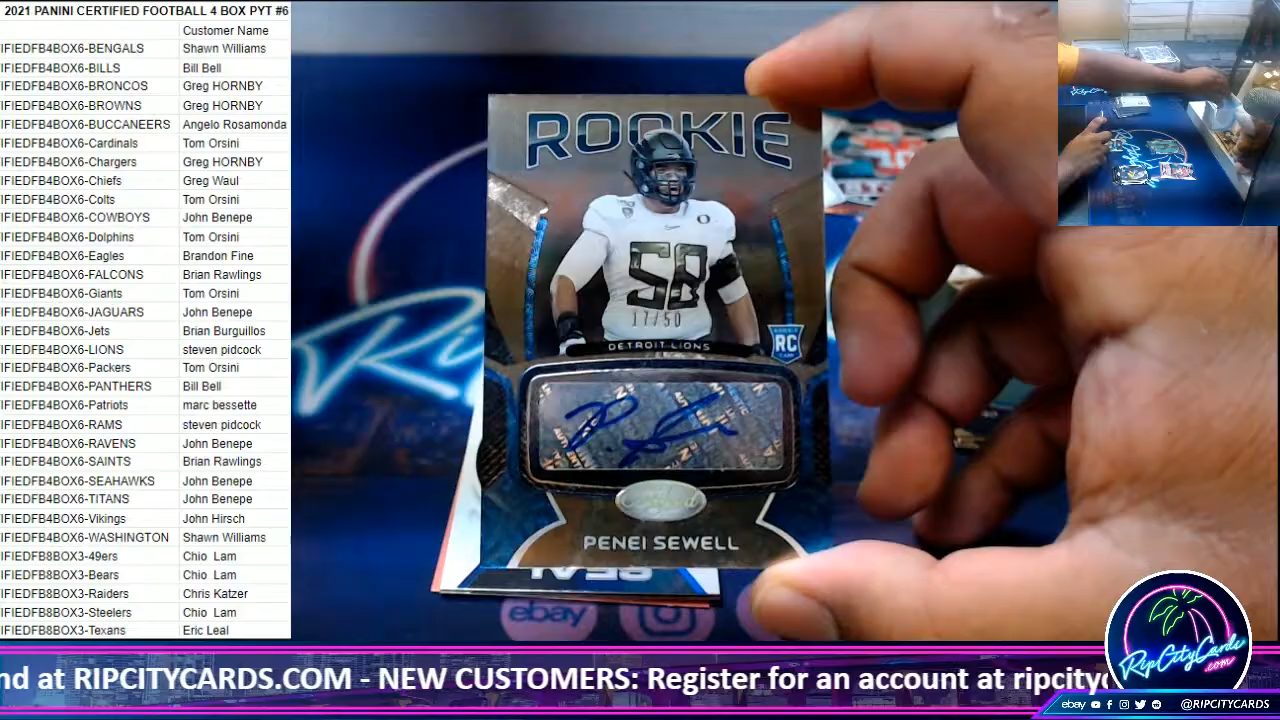 2021 PANINI CERTIFIED FOOTBALL 4 BOX PYT #6
Customer Name
IFIEDFB4BOX6-BENGALS Shawn Williams
IFIEDFB4BOX6-BILLS Bill Bell
IFIEDFB4BOX6-BRONCOS Greg HORNBY
IFIEDFB4BOX6-BROWNS Greg HORNBY
IFIEDFB4BOX6-BUCCANEERS Angelo Rosamonda
IFIEDFB4BOX6-Cardinals Tom Orsini
IFIEDFB4BOX6-Chargers Greg HORNBY
IFIEDFB4BOX6-Chiefs Greg Waul
IFIEDFB4BOX6-Colts Tom Orsini
IFIEDFB4BOX6-COWBOYS John Benepe
IFIEDFB4BOX6-Dolphins Tom Orsini
IFIEDFB4BOX6-Eagles Brandon Fine
IFIEDFB4BOX6-FALCONS Brian Rawlings
IFIEDFB4BOX6-Giants Tom Orsini
IFIEDFB4BOX6-JAGUARS John Benepe
IFIEDFB4BOX6-Jets Brian Burguillos
IFIEDFB4BOX6-LIONS steven pidcock
IFIEDFB4BOX6-Packers Tom Orsini
IFIEDFB4BOX6-PANTHERS Bill Bell
IFIEDFB4BOX6-Patriots marc bessette
IFIEDFB4BOX6-RAMS steven pidcock
IFIEDFB4BOX6-RAVENS John Benepe
IFIEDFB4BOX6-SAINTS Brian Rawlings
IFIEDFB4BOX6-SEAHAWKS John Benepe
IFIEDFB4BOX6-TITANS John Benepe
IFIEDFB4BOX6-Vikings John Hirsch
IFIEDFB4BOX6-WASHINGTON Shawn Williams
IFIEDFB8BOX3-49ers Chio Lam
IFIEDFB8BOX3-Bears Chio Lam
IFIEDFB8BOX3-Raiders Chris Katzer
IFIEDFB8BOX3-Steelers Chio Lam
IFIEDFB8BOX3-Texans Eric Leal
ROOKIE
58
17/50
DETROIT LIONS
RC
PENEI SEWELL
ebay
nd at RIPCITYCARDS.COM - NEW CUSTOMERS: Register for an account at ripcityc
RipCityCards
.com
ebay @RIPCITYCARDS